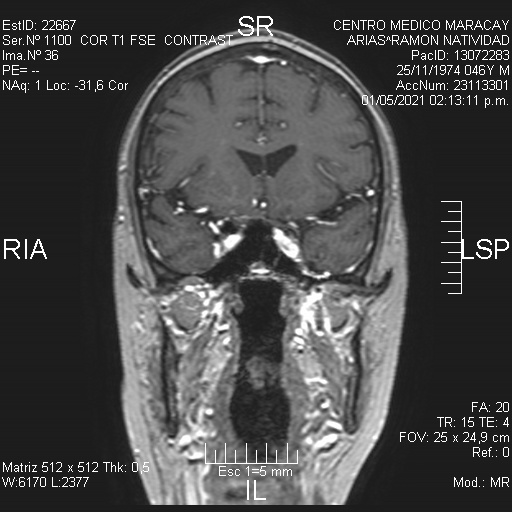 EstID: 22667
Ser.Nº 1100 COR T1 FSE CONTRAST
Ima.Nº 36
PE= --
NAq: 1 Loc: -31,6 Cor
SR
CENTRO MEDICO MARACAY
ARIAS^RAMON NATIVIDAD
PacID: 13072283
25/11/1974 046Y M
AccNum: 23113301
01/05/2021 02:13:11 p.m.
RIA
LSP
FA: 20
TR: 15 TE: 4
FOV: 25 x 24,9 cm
Ref.: 0
Matriz 512 x 512 Thk: 0,5
W:6170 L:2377
Esc 1=5 mm
IL
Mod.: MR